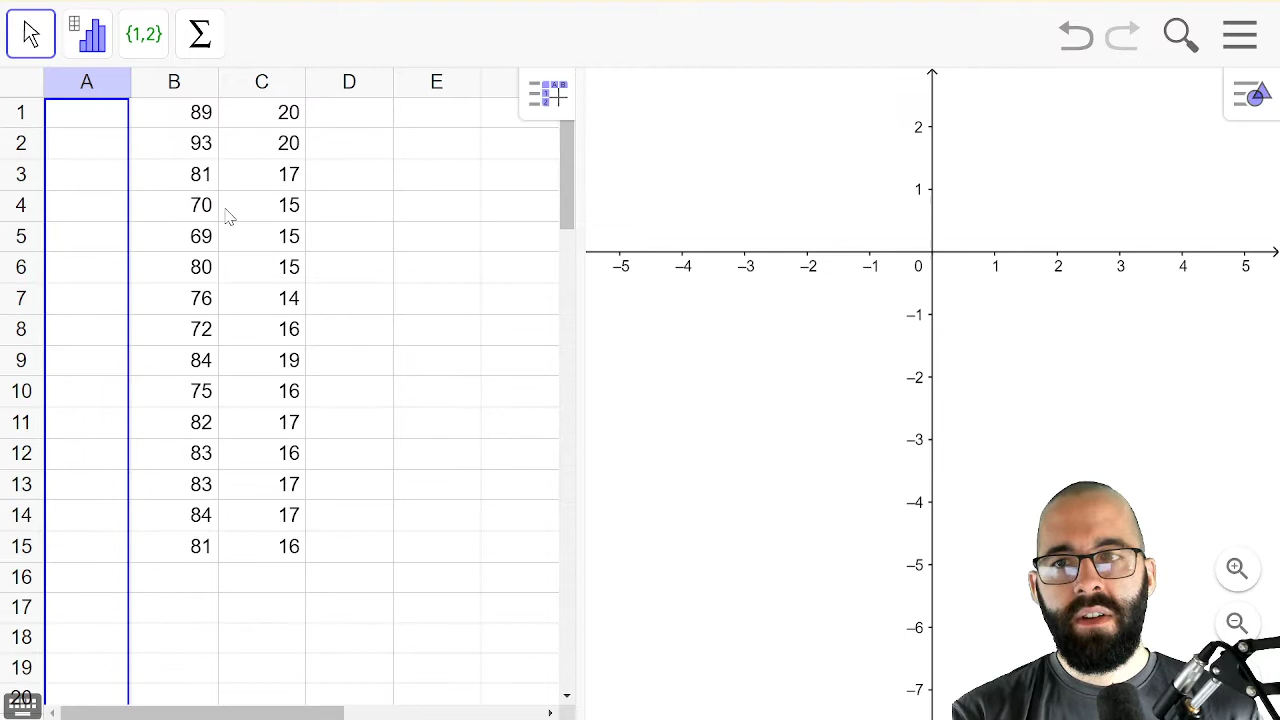 {1,2} Σ
A B C D E
1 89 20
2 93 20
3 81 17
4 70 15
5 69 15
6 80 15
7 76 14
8 72 16
9 84 19
10 75 16
11 82 17
12 83 16
13 83 17
14 84 17
15 81 16
16
17
18
19
20
2
1
–5 –4 –3 –2 –1 0 1 2 3 4 5
–1
–2
–3
–4
–5
–6
–7